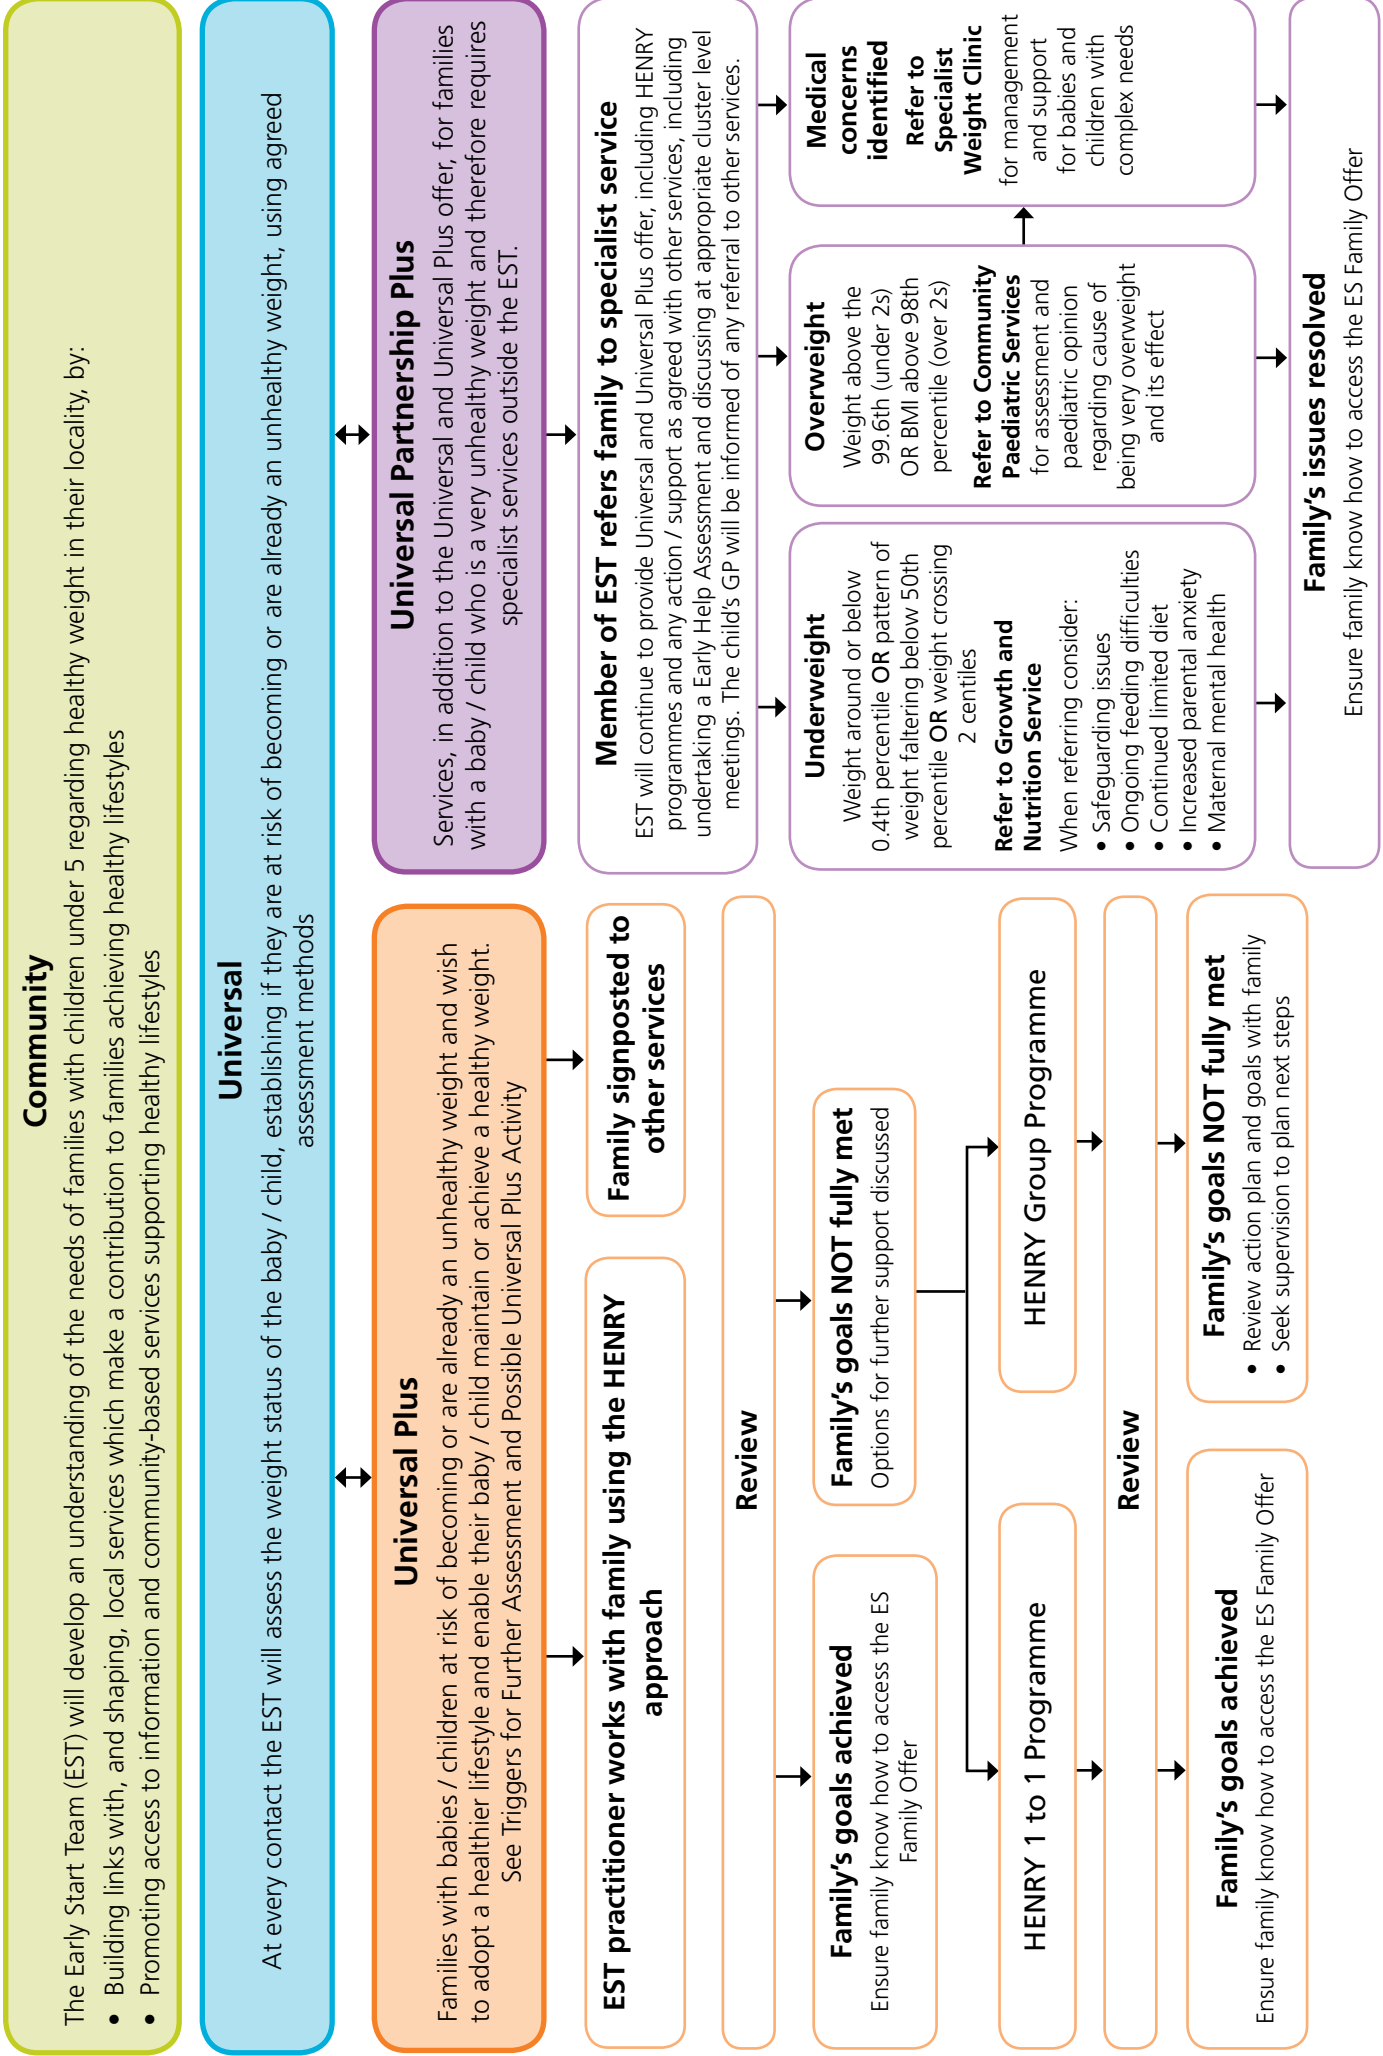 Community
The Early Start Team (EST) will develop an understanding of the needs of families with children under 5 regarding healthy weight in their locality, by:
• Building links with, and shaping, local services which make a contribution to families achieving healthy lifestyles
• Promoting access to information and community-based services supporting healthy lifestyles
Universal
At every contact the EST will assess the weight status of the baby / child, establishing if they are at risk of becoming or are already an unhealthy weight, using agreed
assessment methods
Universal Plus
Families with babies / children at risk of becoming or are already an unhealthy weight and wish
to adopt a healthier lifestyle and enable their baby / child maintain or achieve a healthy weight.
See Triggers for Further Assessment and Possible Universal Plus Activity
EST practitioner works with family using the HENRY
approach
Family signposted to
other services
Review
Family's goals achieved
Ensure family know how to access the ES
Family Offer
Family's goals NOT fully met
Options for further support discussed
HENRY 1 to 1 Programme
HENRY Group Programme
Review
Family's goals achieved
Ensure family know how to access the ES Family Offer
Family's goals NOT fully met
• Review action plan and goals with family
• Seek supervision to plan next steps
Universal Partnership Plus
Services, in addition to the Universal and Universal Plus offer, for families
with a baby / child who is a very unhealthy weight and therefore requires
specialist services outside the EST.
Member of EST refers family to specialist service
EST will continue to provide Universal and Universal Plus offer, including HENRY
programmes and any action / support as agreed with other services, including
undertaking a Early Help Assessment and discussing at appropriate cluster level
meetings. The child's GP will be informed of any referral to other services.
Underweight
Weight around or below
0.4th percentile OR pattern of
weight faltering below 50th
percentile OR weight crossing
2 centiles
Refer to Growth and
Nutrition Service
When referring consider:
• Safeguarding issues
• Ongoing feeding difficulties
• Continued limited diet
• Increased parental anxiety
• Maternal mental health
Overweight
Weight above the
99.6th (under 2s)
OR BMI above 98th
percentile (over 2s)
Refer to Community
Paediatric Services
for assessment and
paediatric opinion
regarding cause of
being very overweight
and its effect
Medical
concerns
identified
Refer to
Specialist
Weight Clinic
for management
and support
for babies and
children with
complex needs
Family's issues resolved
Ensure family know how to access the ES Family Offer